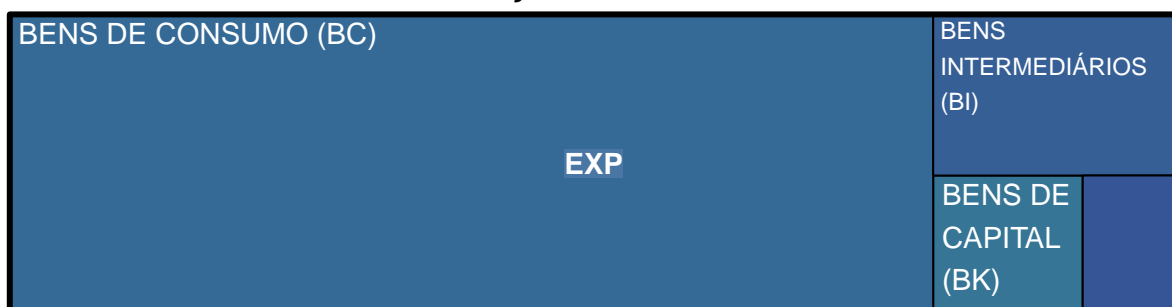 BENS DE CONSUMO (BC)
BENS
INTERMEDIÁRIOS
(BI)
EXP
BENS DE
CAPITAL
(BK)